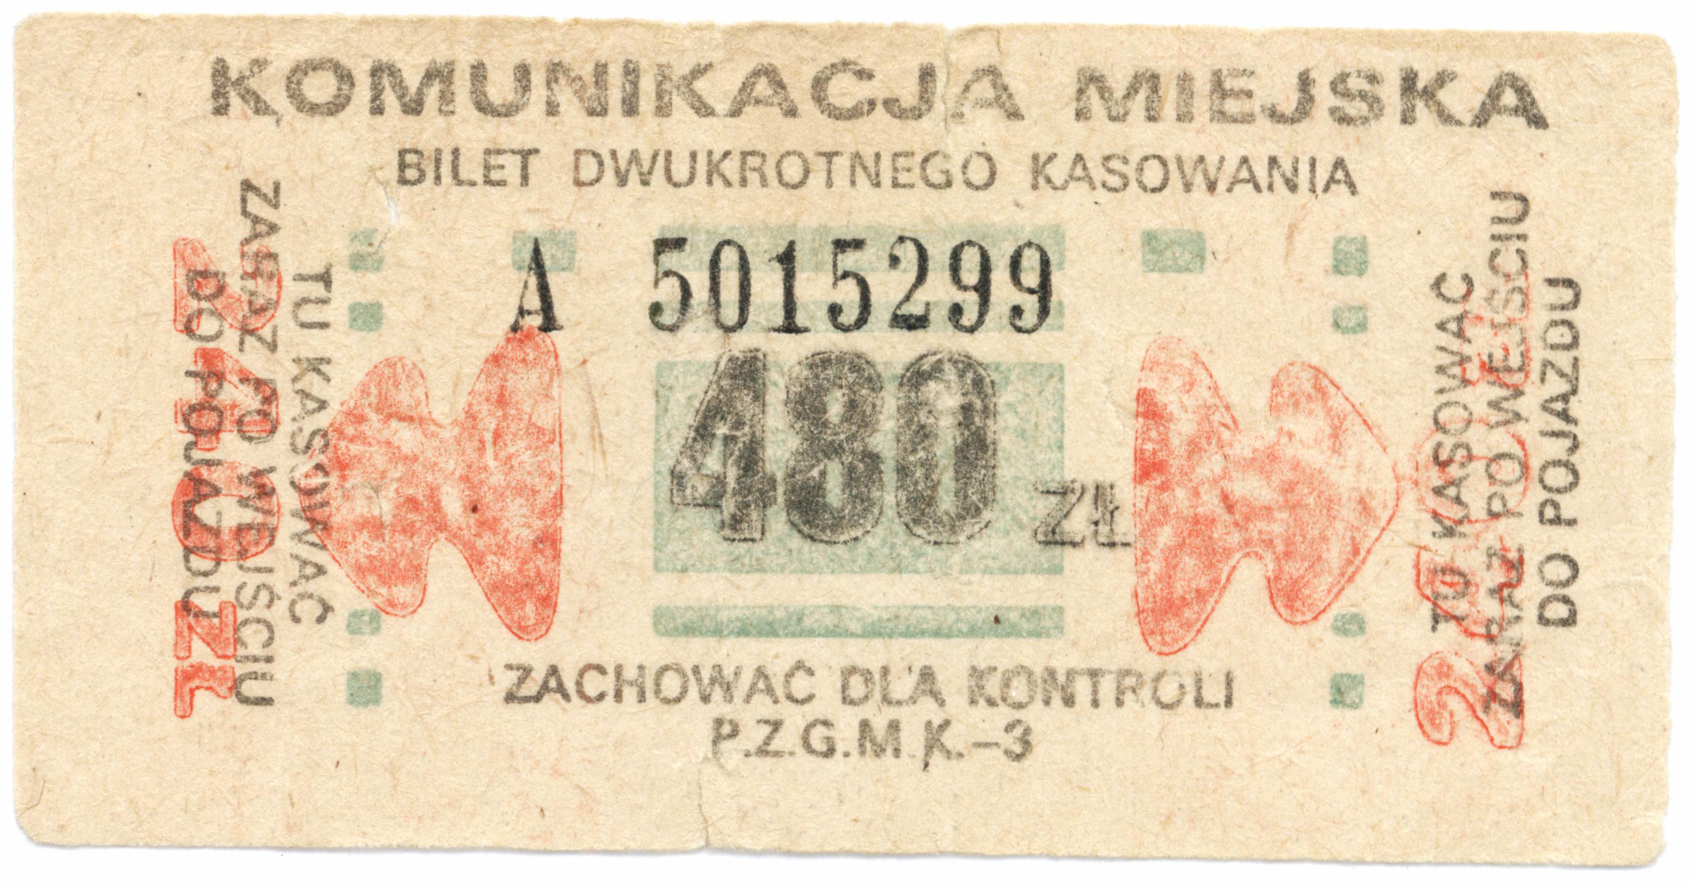 KOMUNIKACJA MIEJSKA
BILET DWUKROTNEGO KASOWANIA
A 5015299
480 ZŁ
ZACHOWAĆ DLA KONTROLI
P.Z.G.M.K.-3
TU KASOWAĆ
ZARAZ PO WEJŚCIU
DO POJAZDU
240 ZŁ
TU KASOWAĆ
ZARAZ PO WEJŚCIU
DO POJAZDU
240 ZŁ